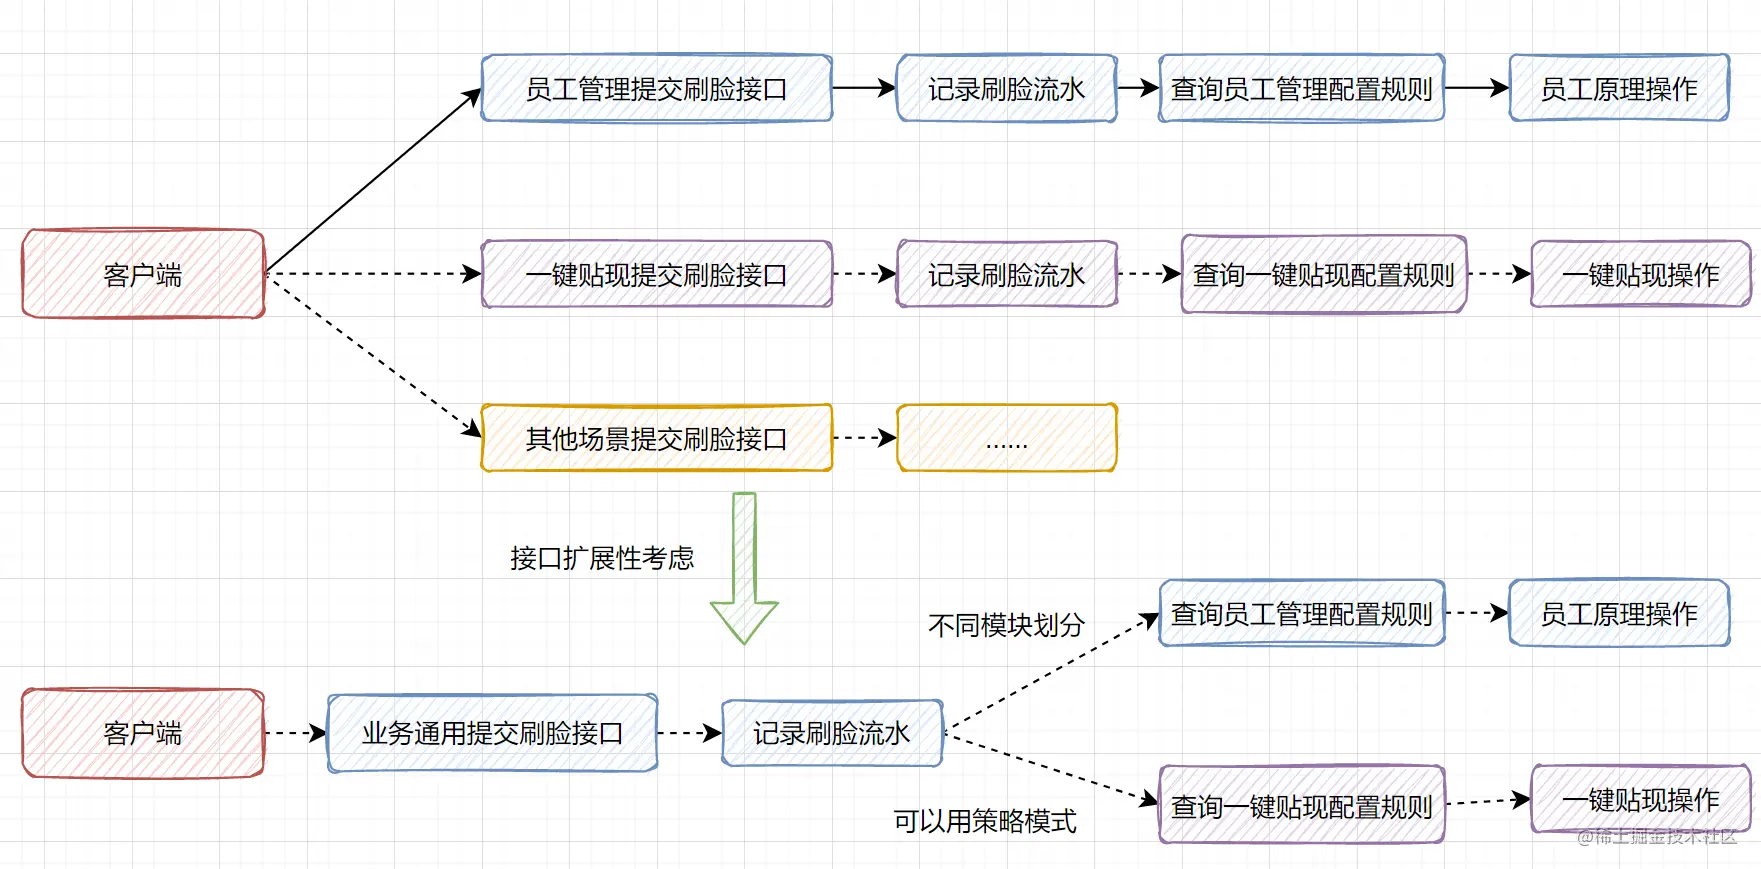 员工管理提交刷脸接口
记录刷脸流水
查询员工管理配置规则
员工原理操作
客户端
一键贴现提交刷脸接口
记录刷脸流水
查询一键贴现配置规则
一键贴现操作
其他场景提交刷脸接口
......
接口扩展性考虑
不同模块划分
查询员工管理配置规则
员工原理操作
客户端
业务通用提交刷脸接口
记录刷脸流水
可以用策略模式
查询一键贴现配置规则
一键贴现操作
@稀土掘金技术社区